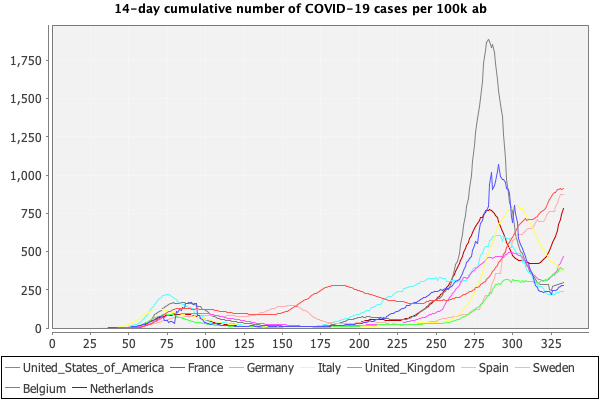 14-day cumulative number of COVID-19 cases per 100k ab
1,750
1,500
1,250
1,000
750
500
250
0
0 25 50 75 100 125 150 175 200 225 250 275 300 325 350
United_States_of_America France Germany Italy United_Kingdom Spain Sweden
Belgium Netherlands